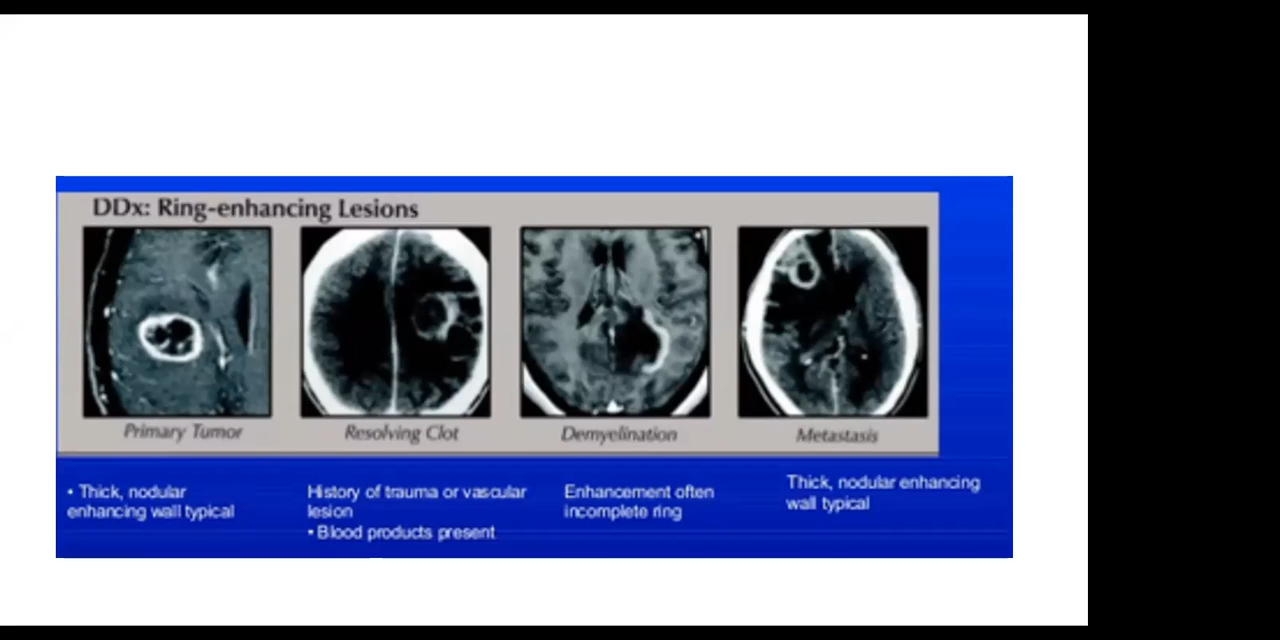 DDx: Ring-enhancing Lesions
Primary Tumor
Resolving Clot
Demyelination
Metastasis
• Thick, nodular
enhancing wall typical
History of trauma or vascular
lesion
• Blood products present
Enhancement often
incomplete ring
Thick, nodular enhancing
wall typical